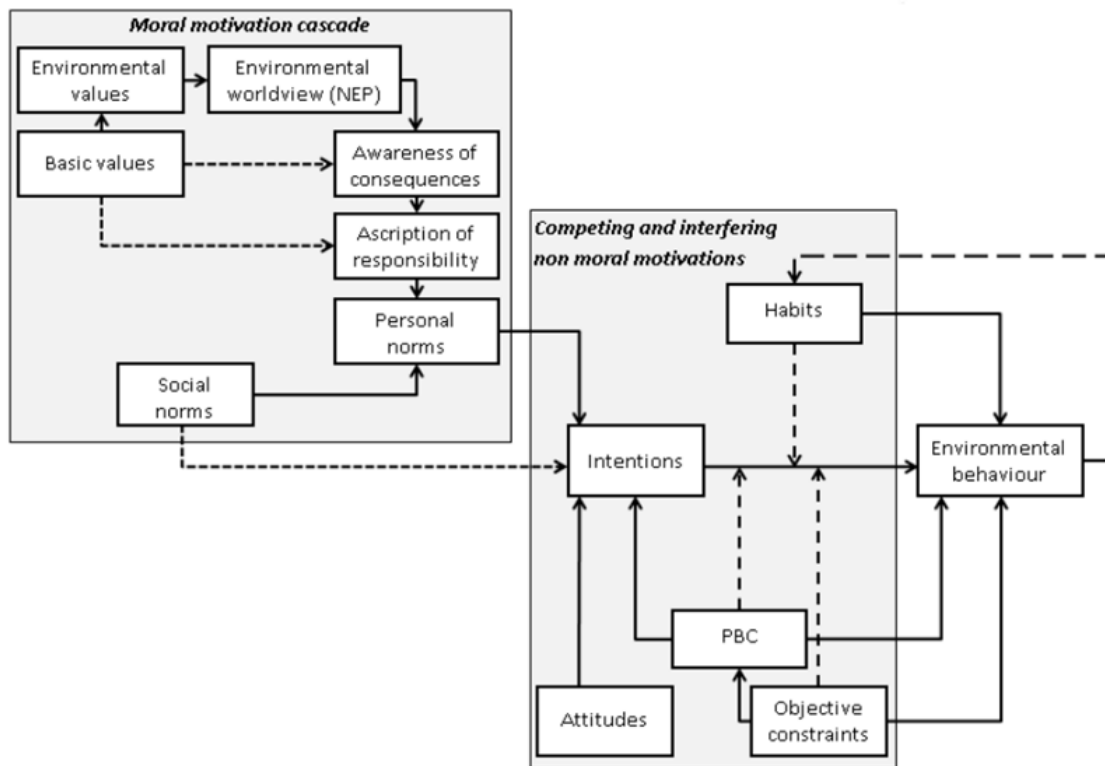 Moral motivation cascade
Environmental
values
Environmental
worldview (NEP)
Basic values
Awareness of
consequences
Ascription of
responsibility
Personal
norms
Social
norms
Competing and interfering
non moral motivations
Habits
Intentions
Environmental
behaviour
PBC
Attitudes
Objective
constraints